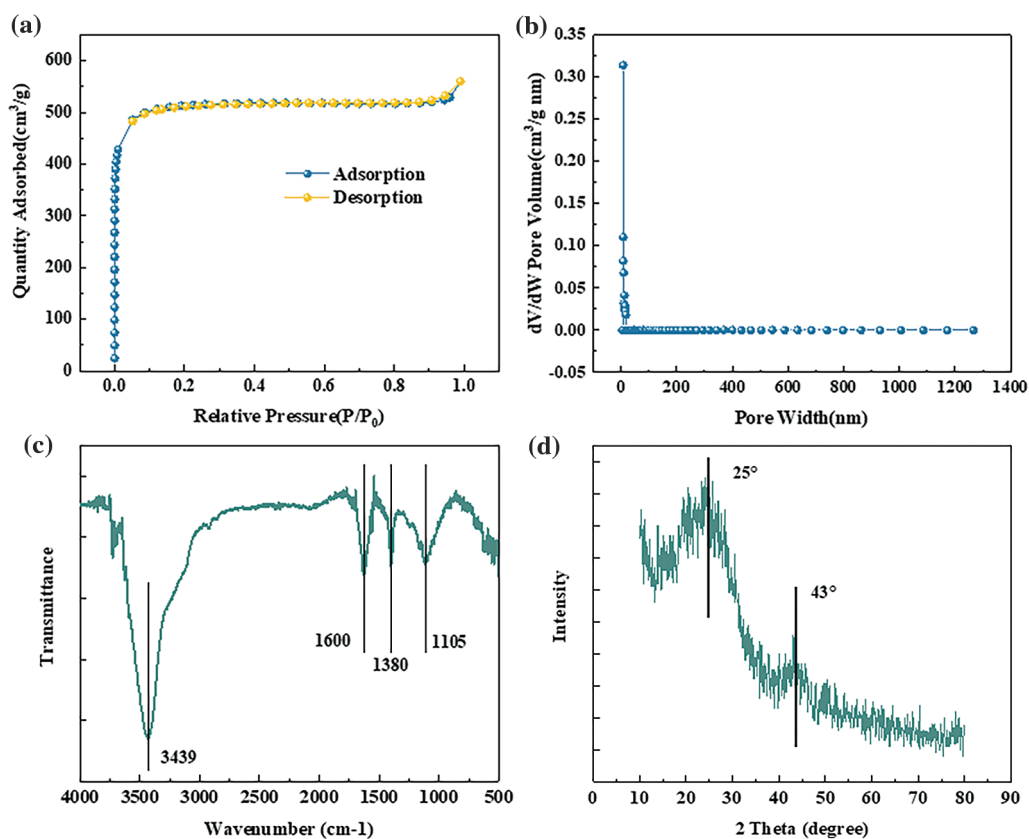 (a)
600
500
400
300
200
100
0
Quantity Adsorbed(cm³/g)
Adsorption
Desorption
0.0 0.2 0.4 0.6 0.8 1.0
Relative Pressure(P/P₀)
(b)
0.35
0.30
0.25
0.20
0.15
0.10
0.05
0.00
-0.05
dV/dW Pore Volume(cm³/g nm)
0 200 400 600 800 1000 1200 1400
Pore Width(nm)
(c)
Transmittance
3439
1600
1380
1105
4000 3500 3000 2500 2000 1500 1000 500
Wavenumber (cm-1)
(d)
Intensity
25°
43°
0 10 20 30 40 50 60 70 80 90
2 Theta (degree)